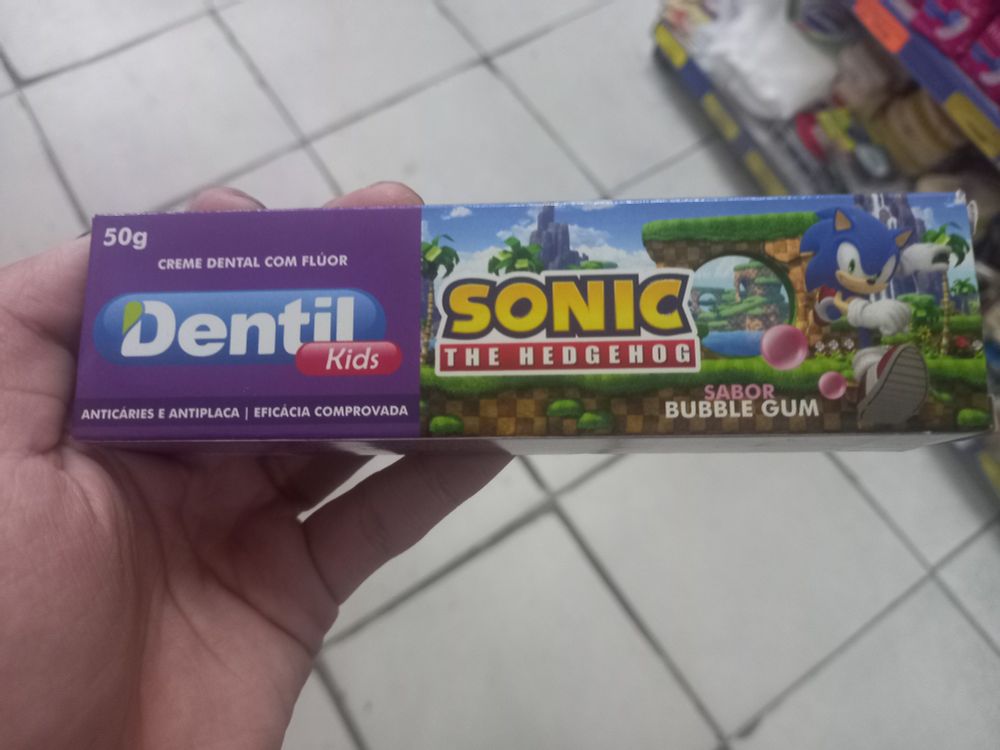 50g
CREME DENTAL COM FLÚOR
Dentil
Kids
ANTICÁRIES E ANTIPLACA | EFICÁCIA COMPROVADA
SONIC
THE HEDGEHOG
SABOR
BUBBLE GUM